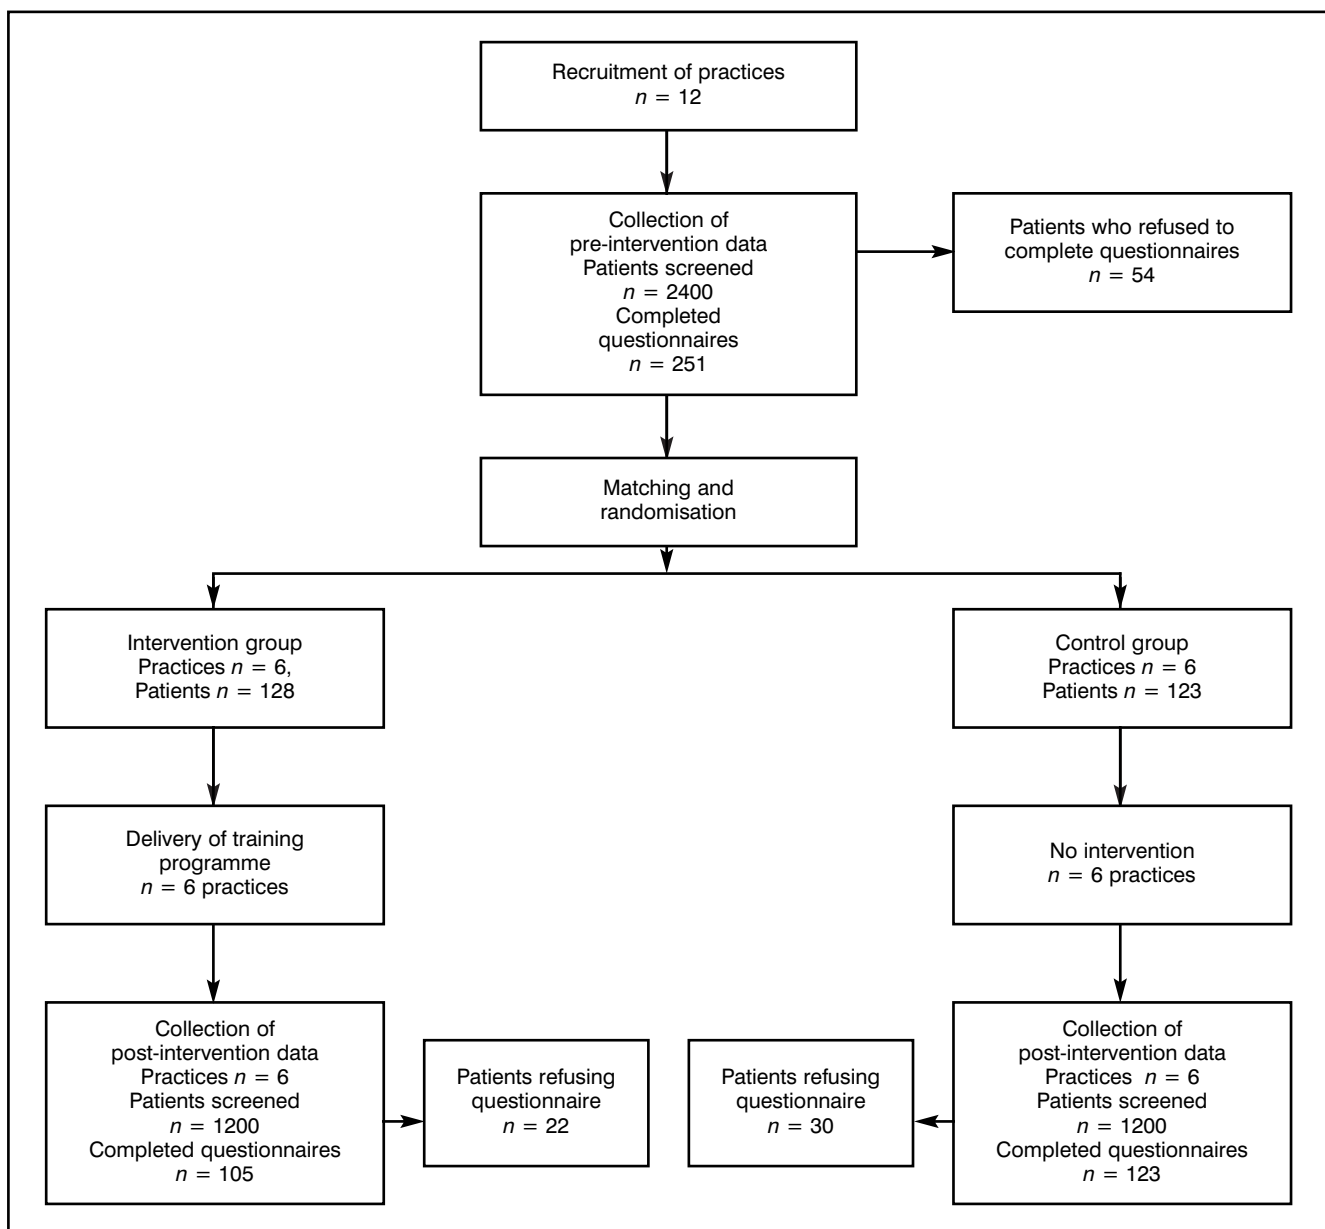 Recruitment of practices
n = 12
Collection of
pre-intervention data
Patients screened
n = 2400
Completed
questionnaires
n = 251
Patients who refused to
complete questionnaires
n = 54
Matching and
randomisation
Intervention group
Practices n = 6,
Patients n = 128
Control group
Practices n = 6
Patients n = 123
Delivery of training
programme
n = 6 practices
No intervention
n = 6 practices
Collection of
post-intervention data
Practices n = 6
Patients screened
n = 1200
Completed questionnaires
n = 105
Patients refusing
questionnaire
n = 22
Patients refusing
questionnaire
n = 30
Collection of
post-intervention data
Practices n = 6
Patients screened
n = 1200
Completed questionnaires
n = 123